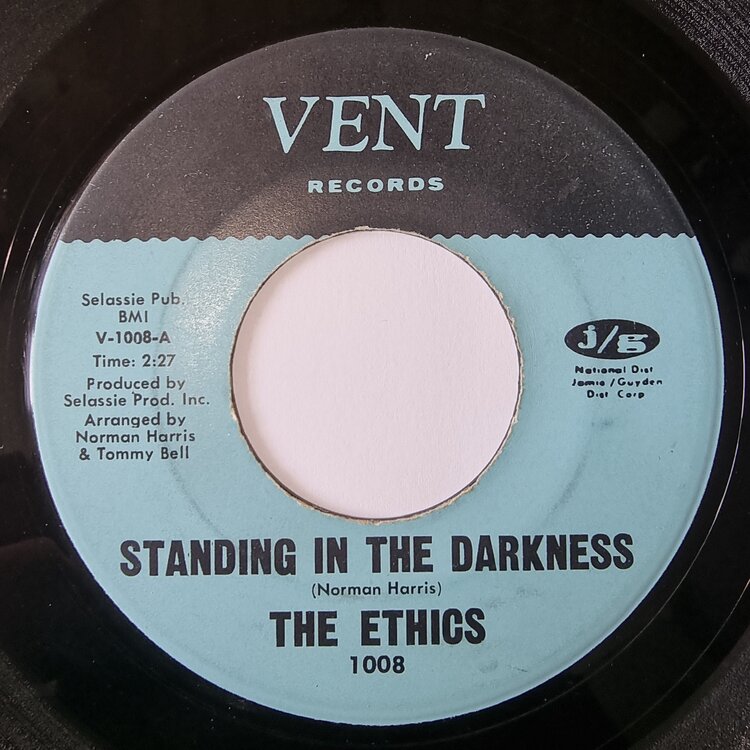 VENT
RECORDS
Selassie Pub.
BMI
V-1008-A
Time: 2:27
Produced by
Selassie Prod. Inc.
Arranged by
Norman Harris
& Tommy Bell
j/g
National Dist
Jamie/Guyden
Dist Corp
STANDING IN THE DARKNESS
(Norman Harris)
THE ETHICS
1008